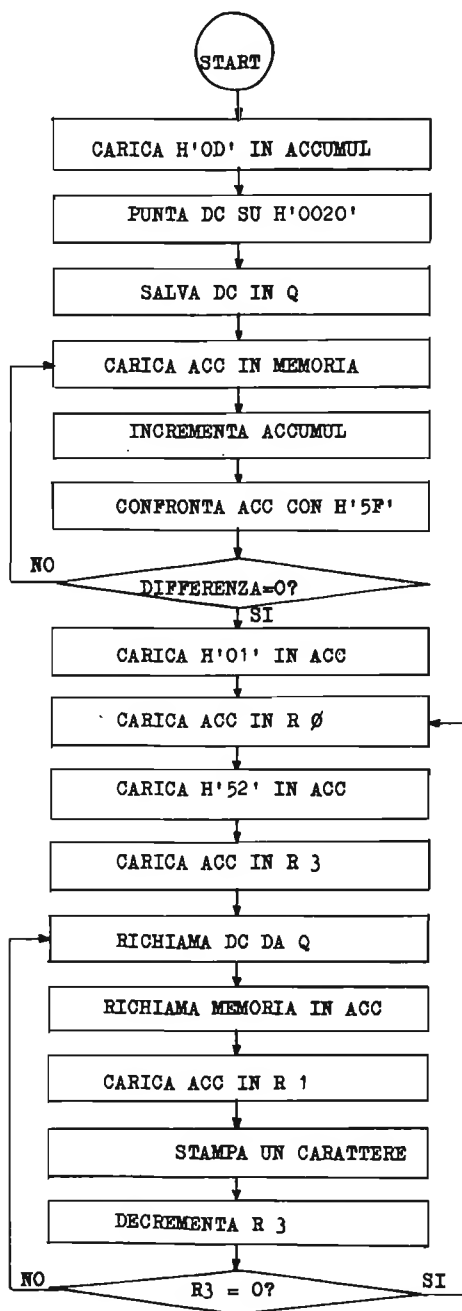 START
CARICA H'0D' IN ACCUMUL
PUNTA DC SU H'0020'
SALVA DC IN Q
CARICA ACC IN MEMORIA
INCREMENTA ACCUMUL
CONFRONTA ACC CON H'5F'
NO
DIFFERENZA=0?
SI
CARICA H'01' IN ACC
CARICA ACC IN R Ø
CARICA H'52' IN ACC
CARICA ACC IN R 3
RICHIAMA DC DA Q
RICHIAMA MEMORIA IN ACC
CARICA ACC IN R 1
STAMPA UN CARATTERE
DECREMENTA R 3
NO
R3 = 0?
SI